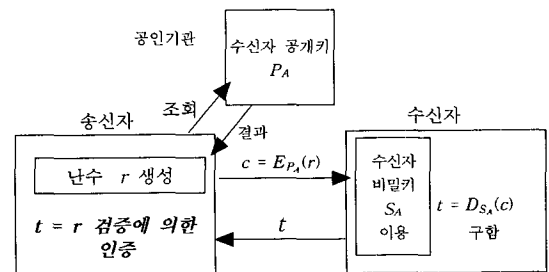 공인기관
수신자 공개키
P_A
조회
결과
송신자
수신자
난수 r 생성
c = E_{P_A}(r)
t = r 검증에 의한
인증
t
수신자
비밀키
S_A
이용
t = D_{S_A}(c)
구함